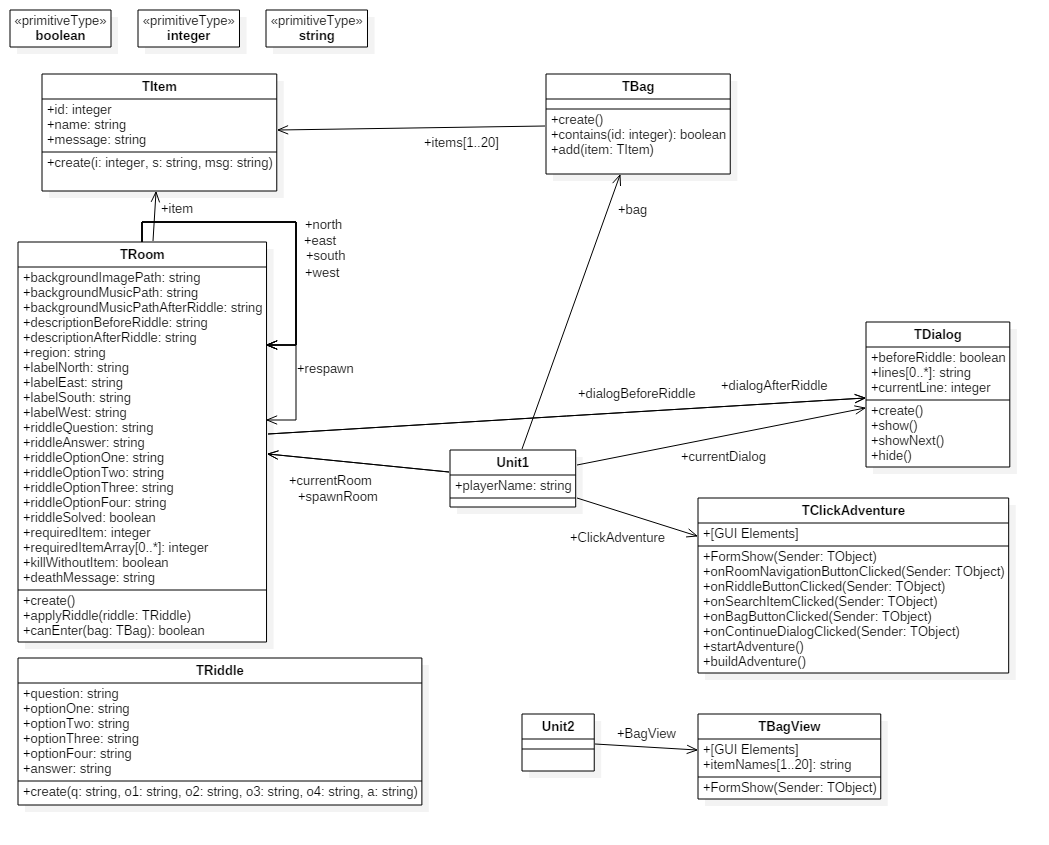 «primitiveType»
boolean
«primitiveType»
integer
«primitiveType»
string
TItem
+id: integer
+name: string
+message: string
+create(i: integer, s: string, msg: string)
TBag
+create()
+contains(id: integer): boolean
+add(item: TItem)
+items[1..20]
+item
+bag
+north
+east
+south
+west
TRoom
+backgroundImagePath: string
+backgroundMusicPath: string
+backgroundMusicPathAfterRiddle: string
+descriptionBeforeRiddle: string
+descriptionAfterRiddle: string
+region: string
+labelNorth: string
+labelEast: string
+labelSouth: string
+labelWest: string
+riddleQuestion: string
+riddleAnswer: string
+riddleOptionOne: string
+riddleOptionTwo: string
+riddleOptionThree: string
+riddleOptionFour: string
+riddleSolved: boolean
+requiredItem: integer
+requiredItemArray[0..*]: integer
+killWithoutItem: boolean
+deathMessage: string
+create()
+applyRiddle(riddle: TRiddle)
+canEnter(bag: TBag): boolean
+respawn
+dialogBeforeRiddle
+dialogAfterRiddle
TDialog
+beforeRiddle: boolean
+lines[0..*]: string
+currentLine: integer
+create()
+show()
+showNext()
+hide()
+currentDialog
Unit1
+playerName: string
+currentRoom
+spawnRoom
+ClickAdventure
TClickAdventure
+[GUI Elements]
+FormShow(Sender: TObject)
+onRoomNavigationButtonClicked(Sender: TObject)
+onRiddleButtonClicked(Sender: TObject)
+onSearchItemClicked(Sender: TObject)
+onBagButtonClicked(Sender: TObject)
+onContinueDialogClicked(Sender: TObject)
+startAdventure()
+buildAdventure()
TRiddle
+question: string
+optionOne: string
+optionTwo: string
+optionThree: string
+optionFour: string
+answer: string
+create(q: string, o1: string, o2: string, o3: string, o4: string, a: string)
Unit2
+BagView
TBagView
+[GUI Elements]
+itemNames[1..20]: string
+FormShow(Sender: TObject)